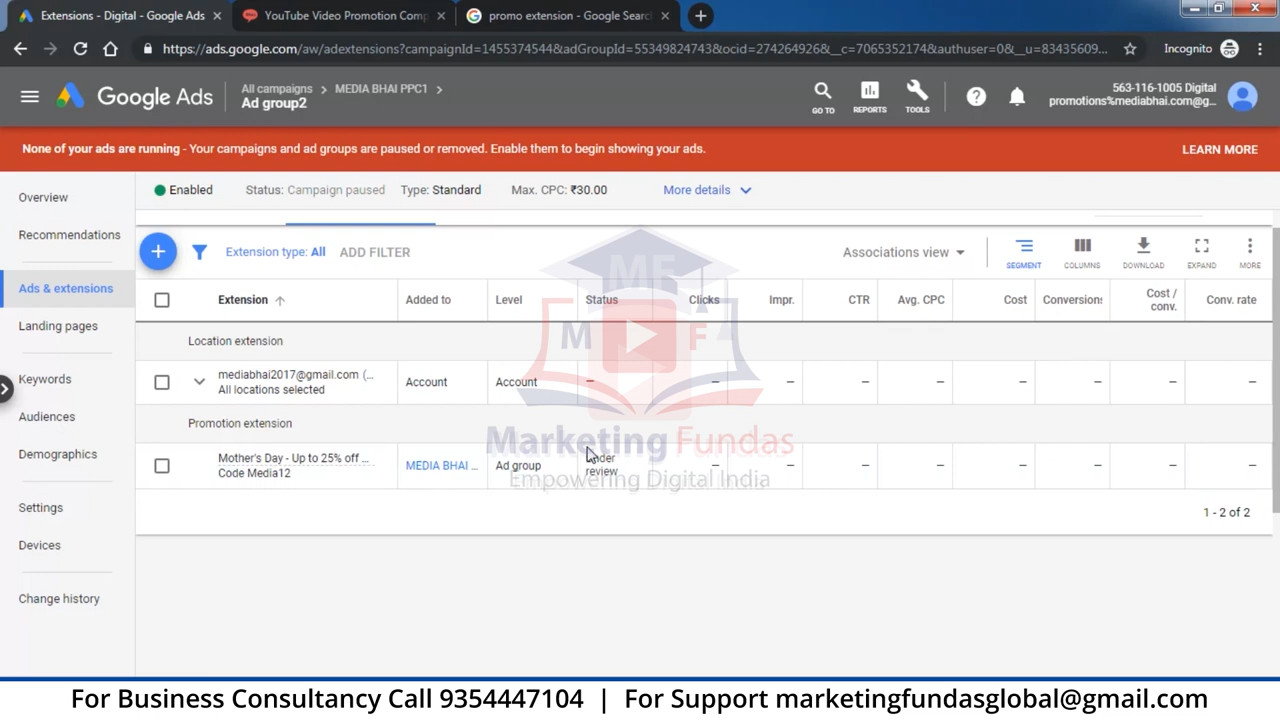 Extensions - Digital - Google Ads
YouTube Video Promotion Comp
promo extension - Google Searc
https://ads.google.com/aw/adextensions?campaignId=1455374544&adGroupId=55349824743&ocid=274264926&__c=7065352174&authuser=0&__u=83435609...
Incognito
Google Ads
All campaigns > MEDIA BHAI PPC1 >
Ad group2
GO TO
REPORTS
TOOLS
563-116-1005 Digital
promotions%mediabhai.com@g...
None of your ads are running - Your campaigns and ad groups are paused or removed. Enable them to begin showing your ads.
LEARN MORE
Overview
Recommendations
Ads & extensions
Landing pages
Keywords
Audiences
Demographics
Settings
Devices
Change history
Enabled
Status: Campaign paused
Type: Standard
Max. CPC: ₹30.00
More details
Extension type: All
ADD FILTER
Associations view
SEGMENT
COLUMNS
DOWNLOAD
EXPAND
MORE
Extension
Added to
Level
Status
Clicks
Impr.
CTR
Avg. CPC
Cost
Conversions
Cost /
conv.
Conv. rate
Location extension
mediabhai2017@gmail.com (...
All locations selected
Account
Account
–
–
–
–
–
–
–
–
–
Promotion extension
Mother's Day - Up to 25% off ...
Code Media12
MEDIA BHAI ...
Ad group
review
–
–
–
–
–
–
–
–
1 - 2 of 2
MF
M F
Marketing Fundas
Empowering Digital India
For Business Consultancy Call 9354447104 | For Support marketingfundasglobal@gmail.com